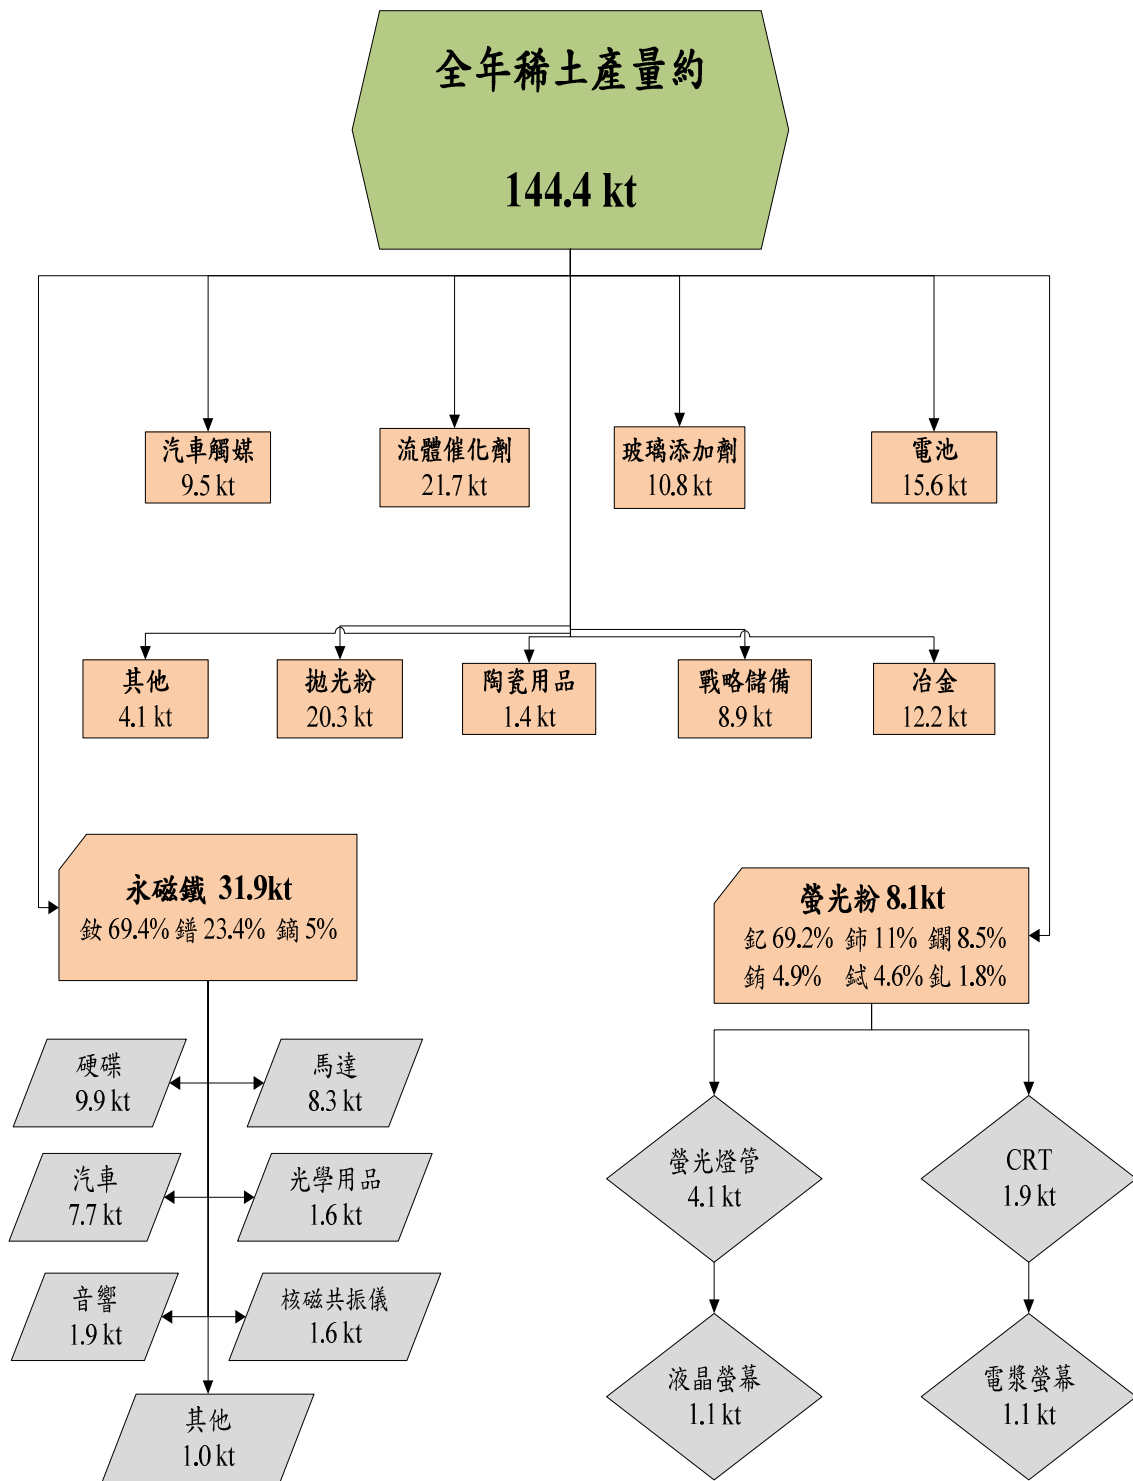 全年稀土產量約
144.4 kt
汽車觸媒
9.5 kt
流體催化劑
21.7 kt
玻璃添加劑
10.8 kt
電池
15.6 kt
其他
4.1 kt
拋光粉
20.3 kt
陶瓷用品
1.4 kt
戰略儲備
8.9 kt
冶金
12.2 kt
永磁鐵 31.9kt
釹 69.4% 鐠 23.4% 鏑 5%
硬碟
9.9 kt
馬達
8.3 kt
汽車
7.7 kt
光學用品
1.6 kt
音響
1.9 kt
核磁共振儀
1.6 kt
其他
1.0 kt
螢光粉 8.1kt
釔 69.2% 鈰 11% 鑭 8.5%
銪 4.9% 鋱 4.6% 釓 1.8%
螢光燈管
4.1 kt
CRT
1.9 kt
液晶螢幕
1.1 kt
電漿螢幕
1.1 kt